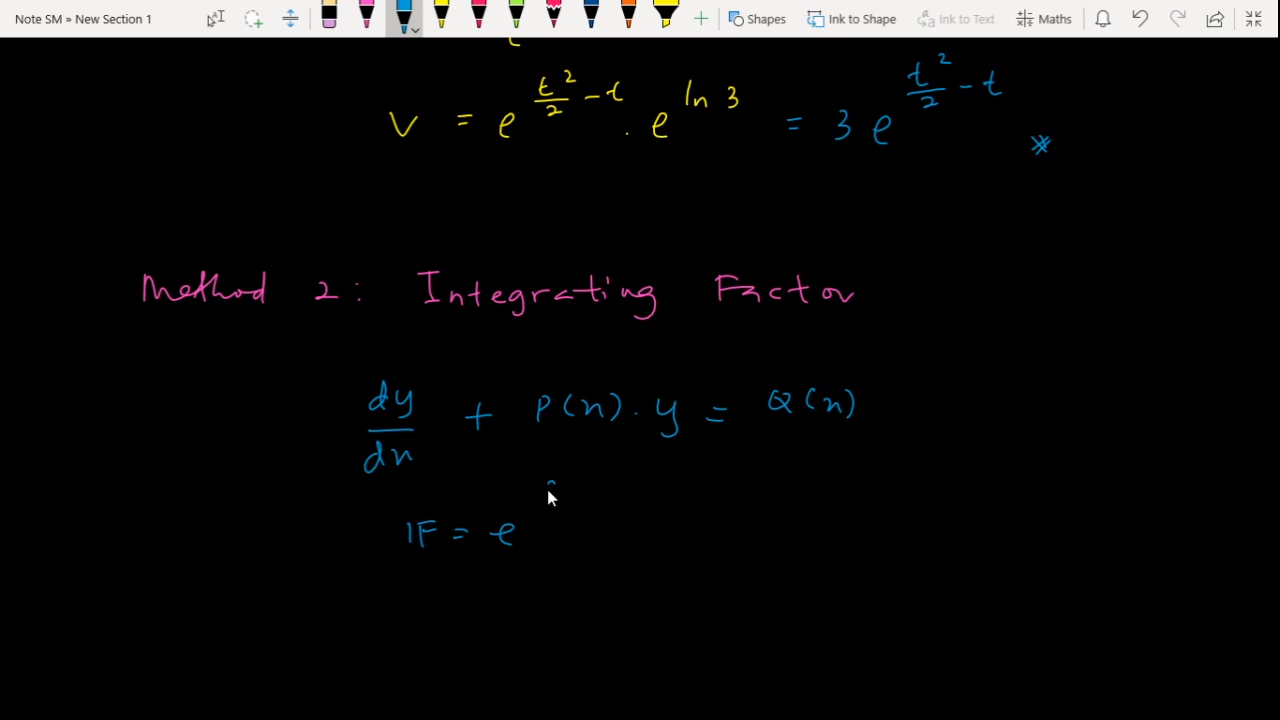 Note SM » New Section 1
Shapes
Ink to Shape
Ink to Text
Maths
V = e^{t²/2 - t} . e^{ln 3} = 3 e^{t²/2 - t}
Method 2: Integrating Factor
dy/dx + P(x) . y = Q(x)
IF = e